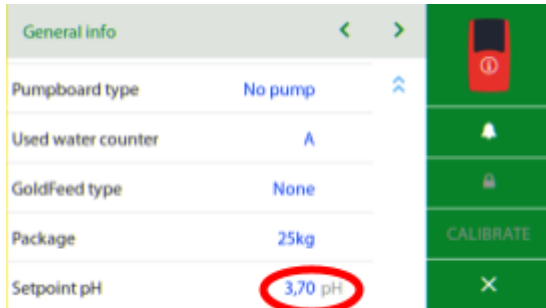 General info
Pumpboard type No pump
Used water counter A
GoldFeed type None
Package 25kg
CALIBRATE
Setpoint pH 3,70 pH